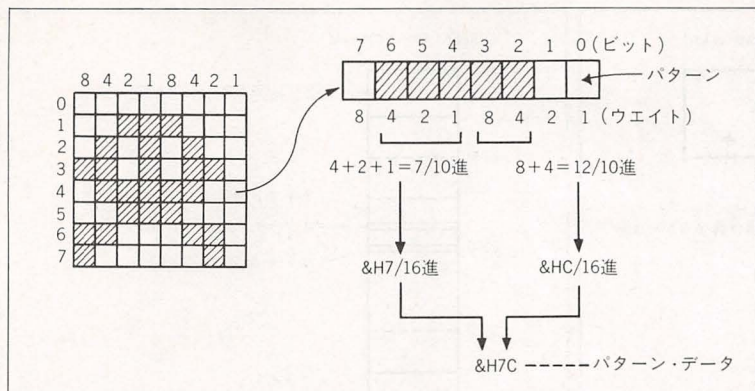 8 4 2 1 8 4 2 1
0
1
2
3
4
5
6
7
7 6 5 4 3 2 1 0(ビット)
パターン
8 4 2 1 8 4 2 1 (ウエイト)
4+2+1=7/10進
8+4=12/10進
&H7/16進
&HC/16進
&H7C -----パターン・データ